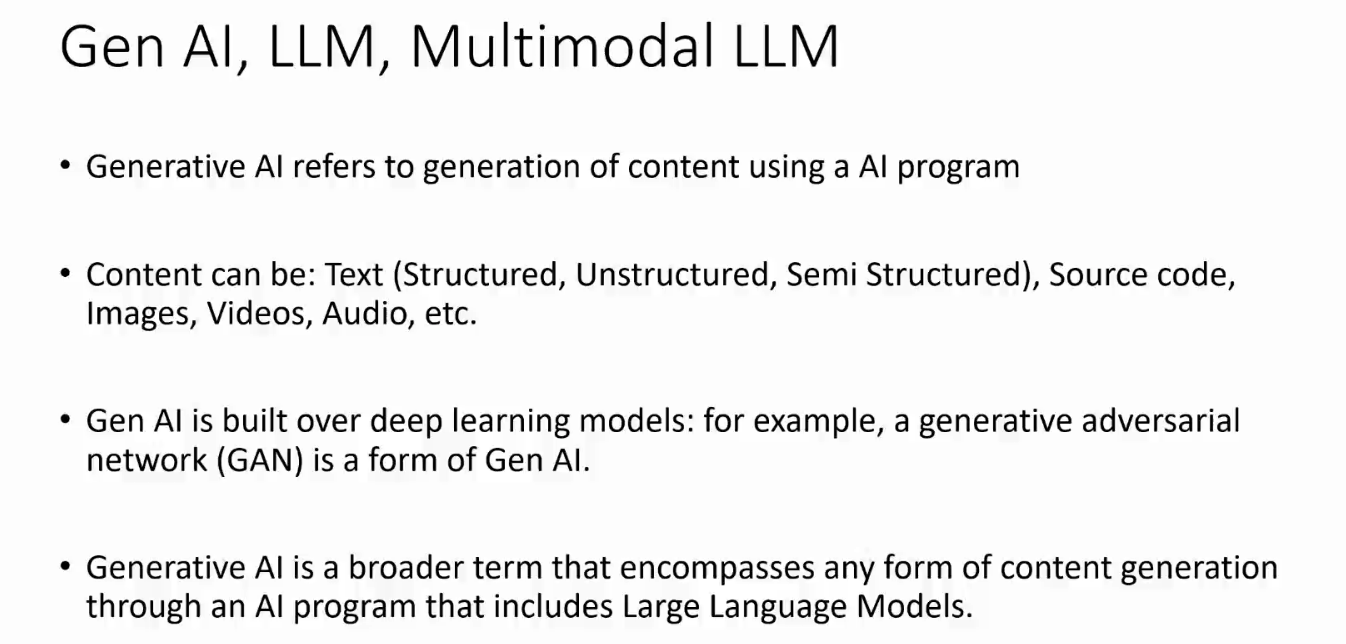 Gen AI, LLM, Multimodal LLM
• Generative AI refers to generation of content using a AI program
• Content can be: Text (Structured, Unstructured, Semi Structured), Source code,
Images, Videos, Audio, etc.
• Gen AI is built over deep learning models: for example, a generative adversarial
network (GAN) is a form of Gen AI.
• Generative AI is a broader term that encompasses any form of content generation
through an AI program that includes Large Language Models.